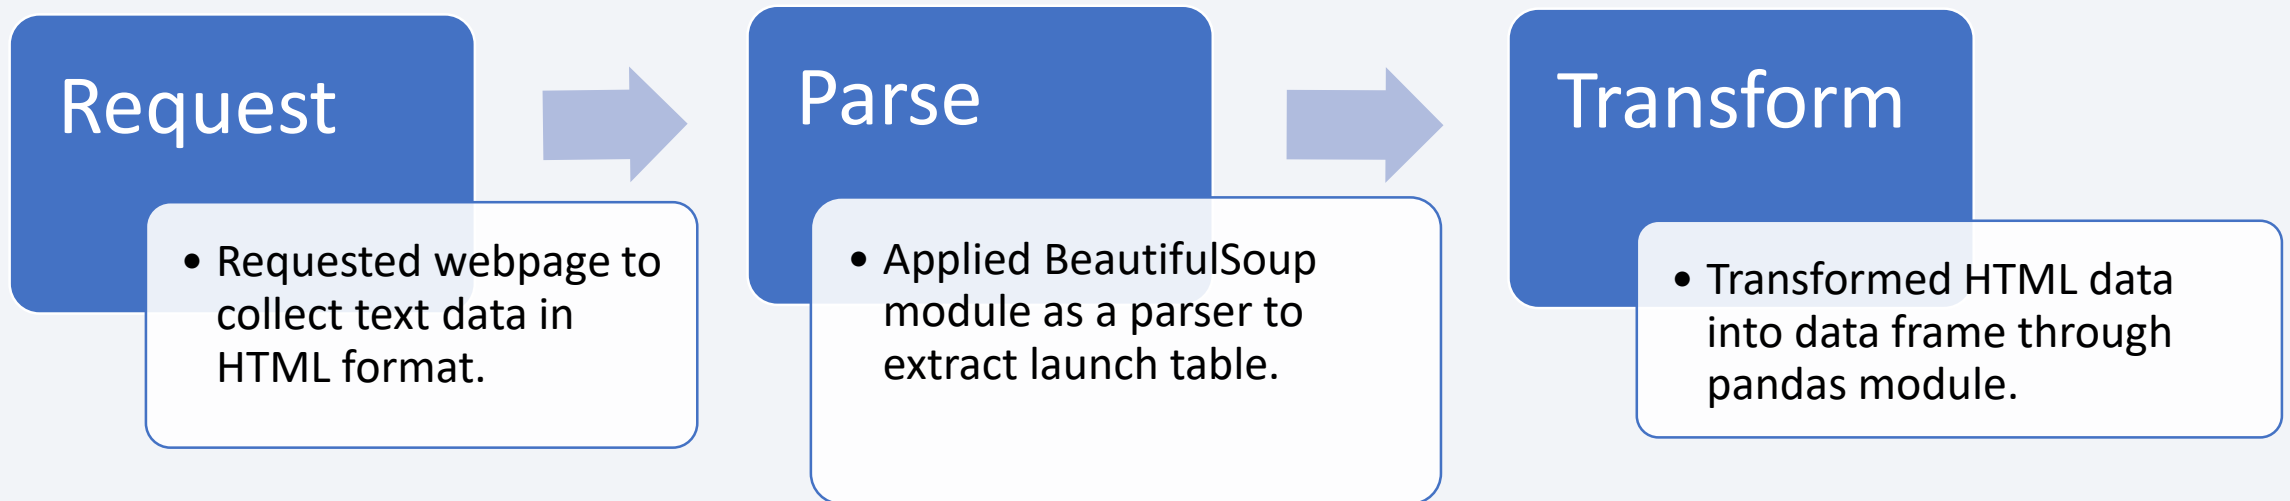 Request
• Requested webpage to
collect text data in
HTML format.
Parse
• Applied BeautifulSoup
module as a parser to
extract launch table.
Transform
• Transformed HTML data
into data frame through
pandas module.